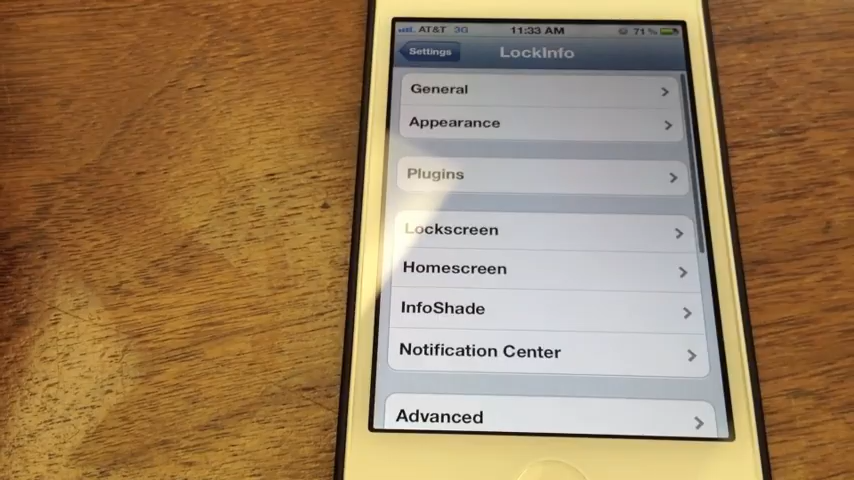 AT&T 3G 11:33 AM 71%
Settings LockInfo
General
Appearance
Plugins
Lockscreen
Homescreen
InfoShade
Notification Center
Advanced